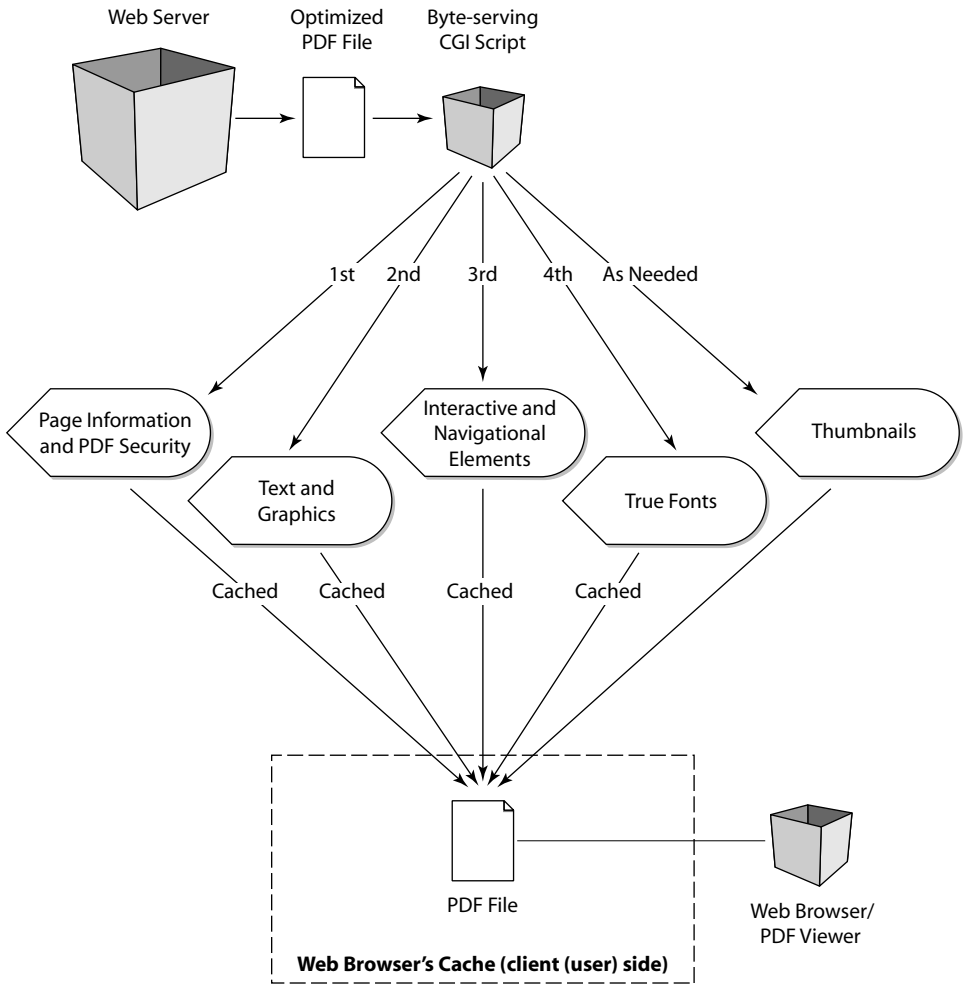 Web Server
Optimized
PDF File
Byte-serving
CGI Script
1st
2nd
3rd
4th
As Needed
Page Information
and PDF Security
Text and
Graphics
Interactive and
Navigational
Elements
True Fonts
Thumbnails
Cached
Cached
Cached
Cached
PDF File
Web Browser/
PDF Viewer
Web Browser’s Cache (client (user) side)